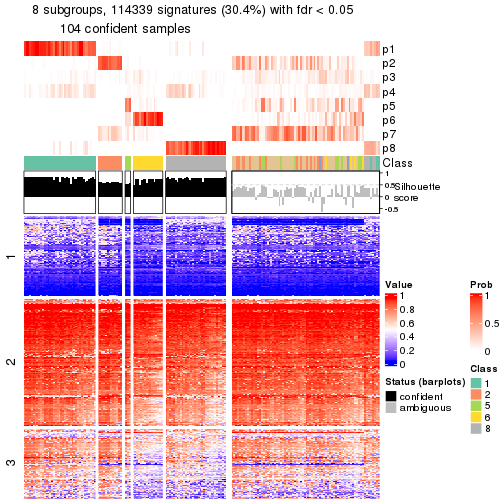 8 subgroups, 114339 signatures (30.4%) with fdr < 0.05
104 confident samples
p1
p2
p3
p4
p5
p6
p7
p8
Class
1
0.5
0
-0.5
Silhouette
score
1
2
3
Value
1
0.8
0.6
0.4
0.2
0
Status (barplots)
confident
ambiguous
Prob
1
0.5
0
Class
1
2
5
6
8